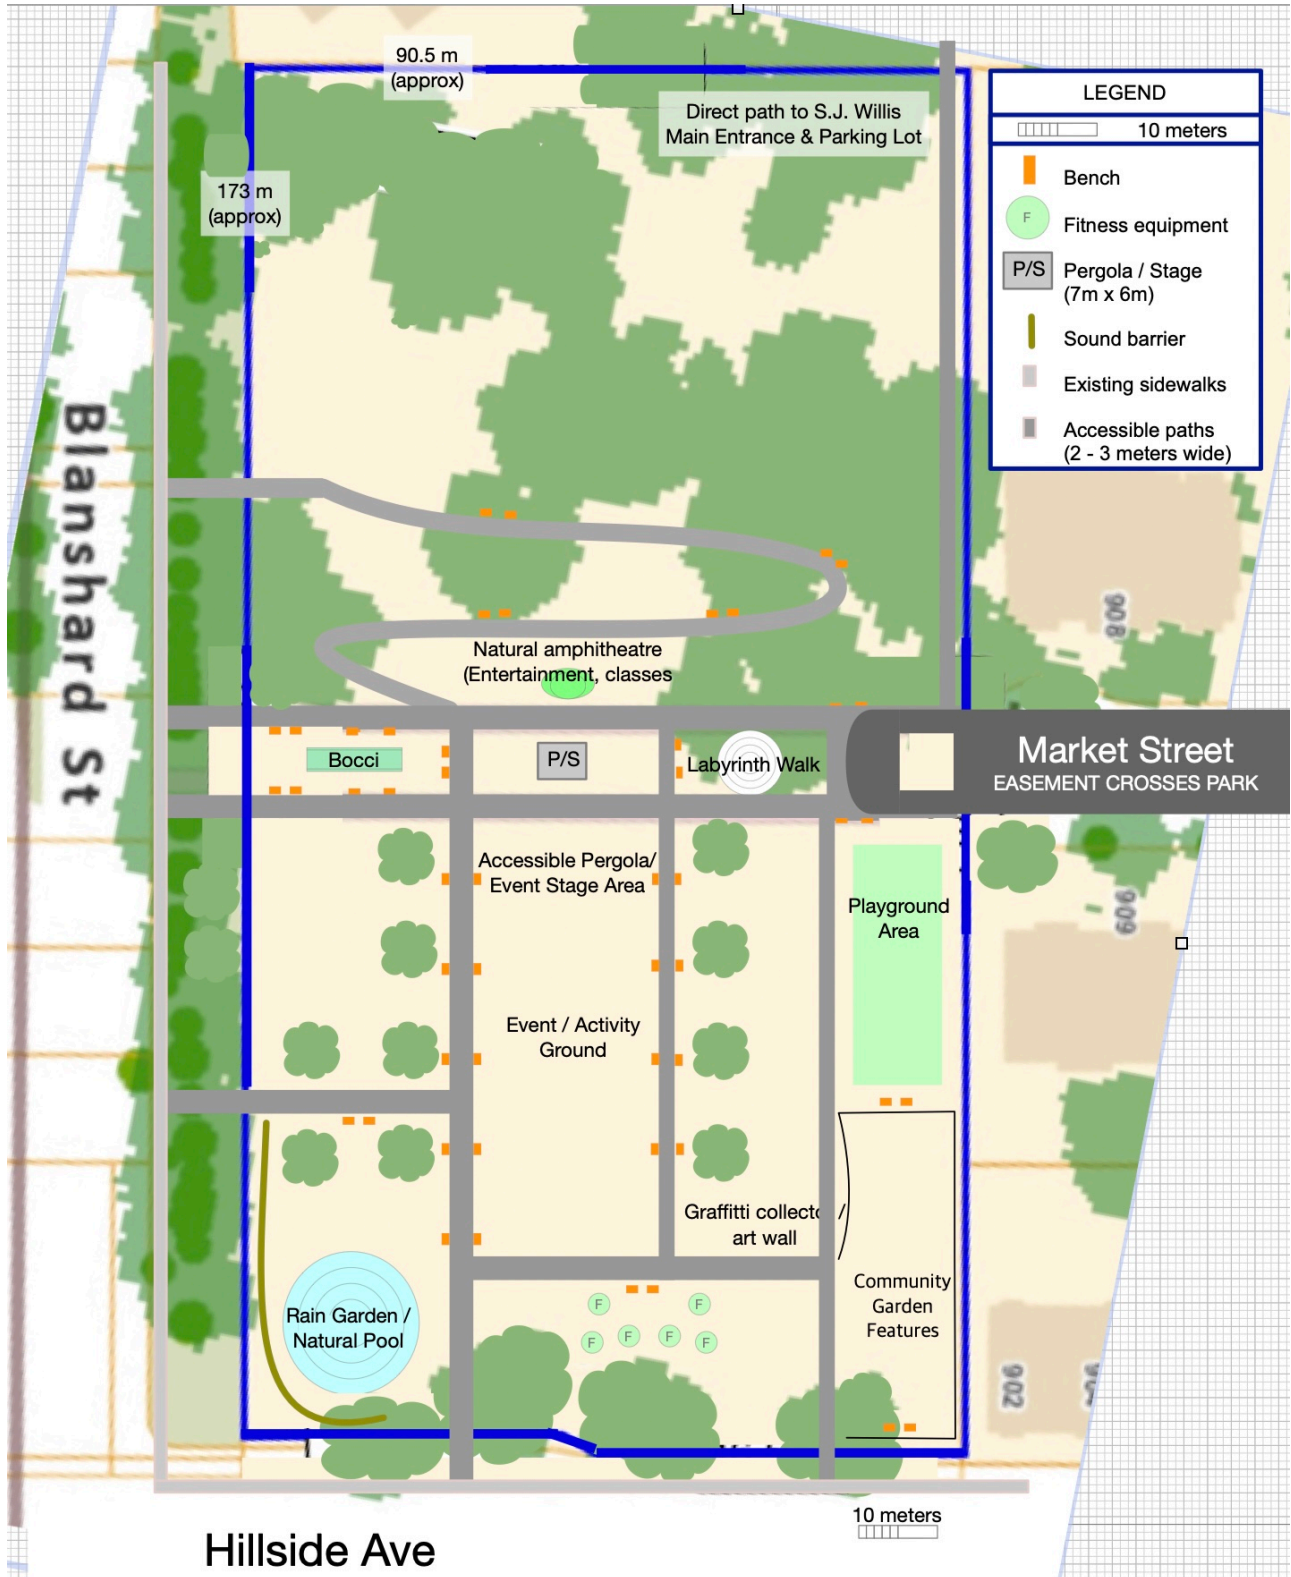 90.5 m
(approx)
Direct path to S.J. Willis
Main Entrance & Parking Lot
173 m
(approx)
LEGEND
10 meters
Bench
F
Fitness equipment
P/S
Pergola / Stage
(7m x 6m)
Sound barrier
Existing sidewalks
Accessible paths
(2 - 3 meters wide)
Blanshard St
908
Natural amphitheatre
(Entertainment, classes
Bocci
P/S
Labyrinth Walk
Market Street
EASEMENT CROSSES PARK
Accessible Pergola/
Event Stage Area
Playground
Area
909
Event / Activity
Ground
Graffitti collecto /
art wall
Community
Garden
Features
Rain Garden /
Natural Pool
F
F
F
F
F
F
902
10 meters
Hillside Ave